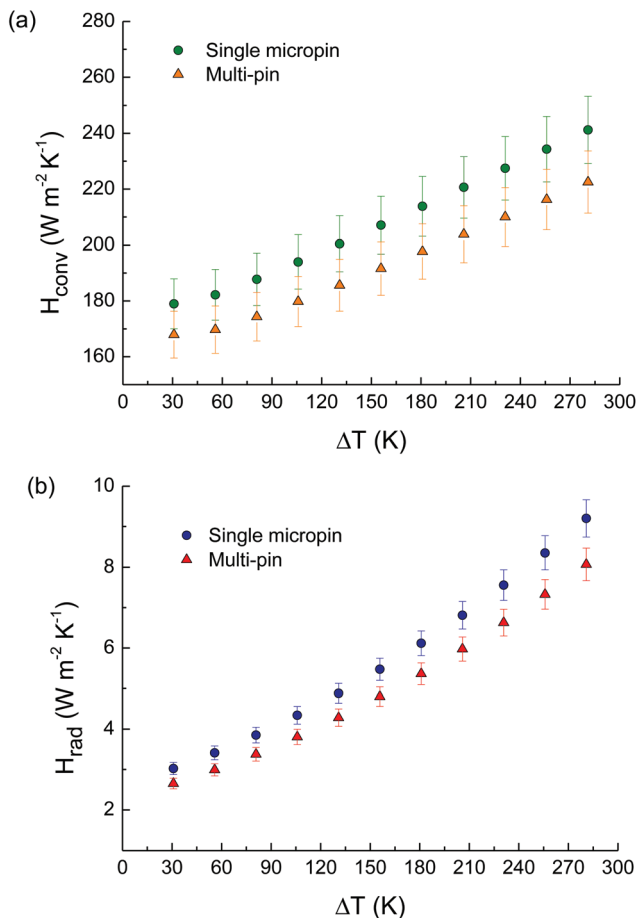 (a)
280
260
240
220
200
180
160
H_conv (W m⁻² K⁻¹)
Single micropin
Multi-pin
0 30 60 90 120 150 180 210 240 270 300
ΔT (K)
(b)
10
8
6
4
2
H_rad (W m⁻² K⁻¹)
Single micropin
Multi-pin
0 30 60 90 120 150 180 210 240 270 300
ΔT (K)